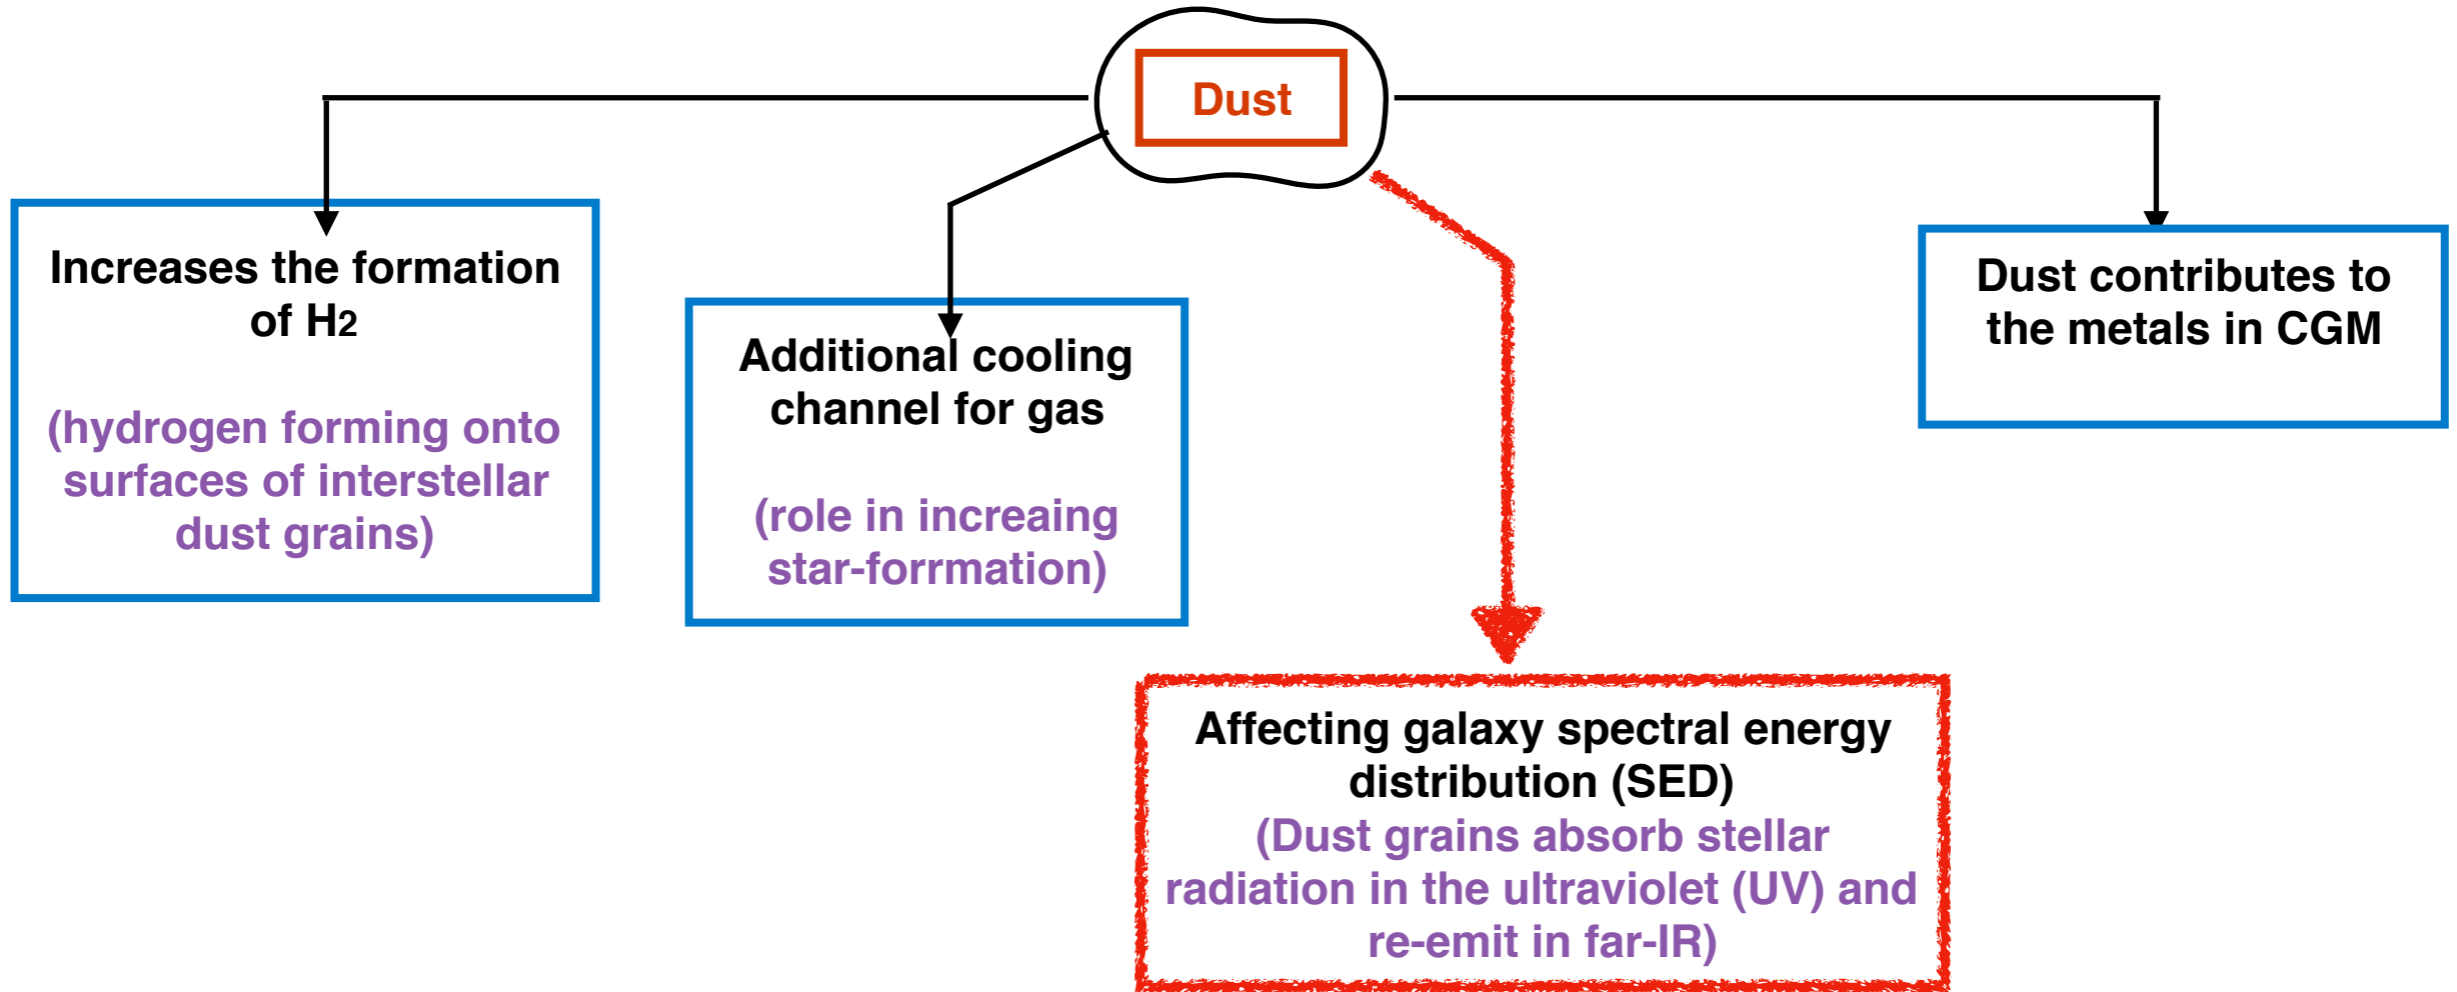 Dust
Increases the formation
of H2
(hydrogen forming onto
surfaces of interstellar
dust grains)
Additional cooling
channel for gas
(role in increaing
star-forrmation)
Dust contributes to
the metals in CGM
Affecting galaxy spectral energy
distribution (SED)
(Dust grains absorb stellar
radiation in the ultraviolet (UV) and
re-emit in far-IR)